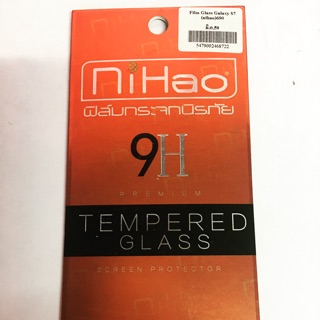 Film Glass Galaxy S7
5470002468722
niHao
ฟิล์มกระจกนิรภัย
9H
PREMIUM
TEMPERED
GLASS
SCREEN PROTECTOR